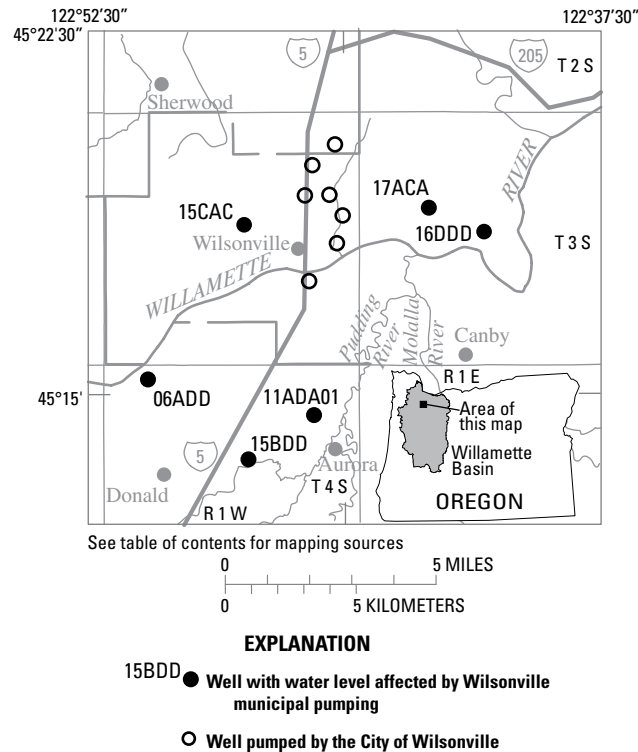 122°52′30″
122°37′30″
45°22′30″
5
205
T 2 S
Sherwood
RIVER
17ACA
15CAC
16DDD
Wilsonville
T 3 S
WILLAMETTE
Pudding
River
Molalla
River
Canby
R 1 E
06ADD
45°15′
11ADA01
Area of
this map
15BDD
5
Aurora
Willamette
Basin
Donald
T 4 S
OREGON
R 1 W
See table of contents for mapping sources
0 5 MILES
0 5 KILOMETERS
EXPLANATION
15BDD Well with water level affected by Wilsonville
municipal pumping
Well pumped by the City of Wilsonville